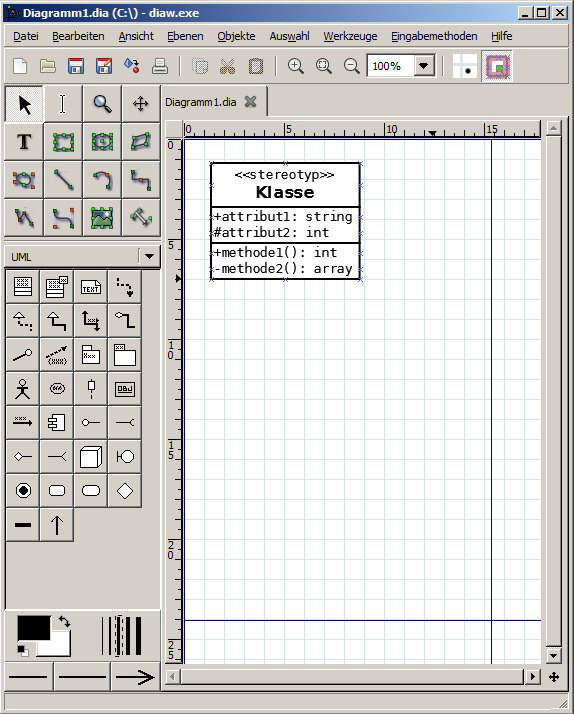 Diagramm1.dia (C:\) - diaw.exe
Datei Bearbeiten Ansicht Ebenen Objekte Auswahl Werkzeuge Eingabemethoden Hilfe
100%
Diagramm1.dia
T
UML
TEXT
OBJ
0 5 10 15
0
5
10
15
20
25
<<stereotyp>>
Klasse
+attribut1: string
#attribut2: int
+methode1(): int
-methode2(): array